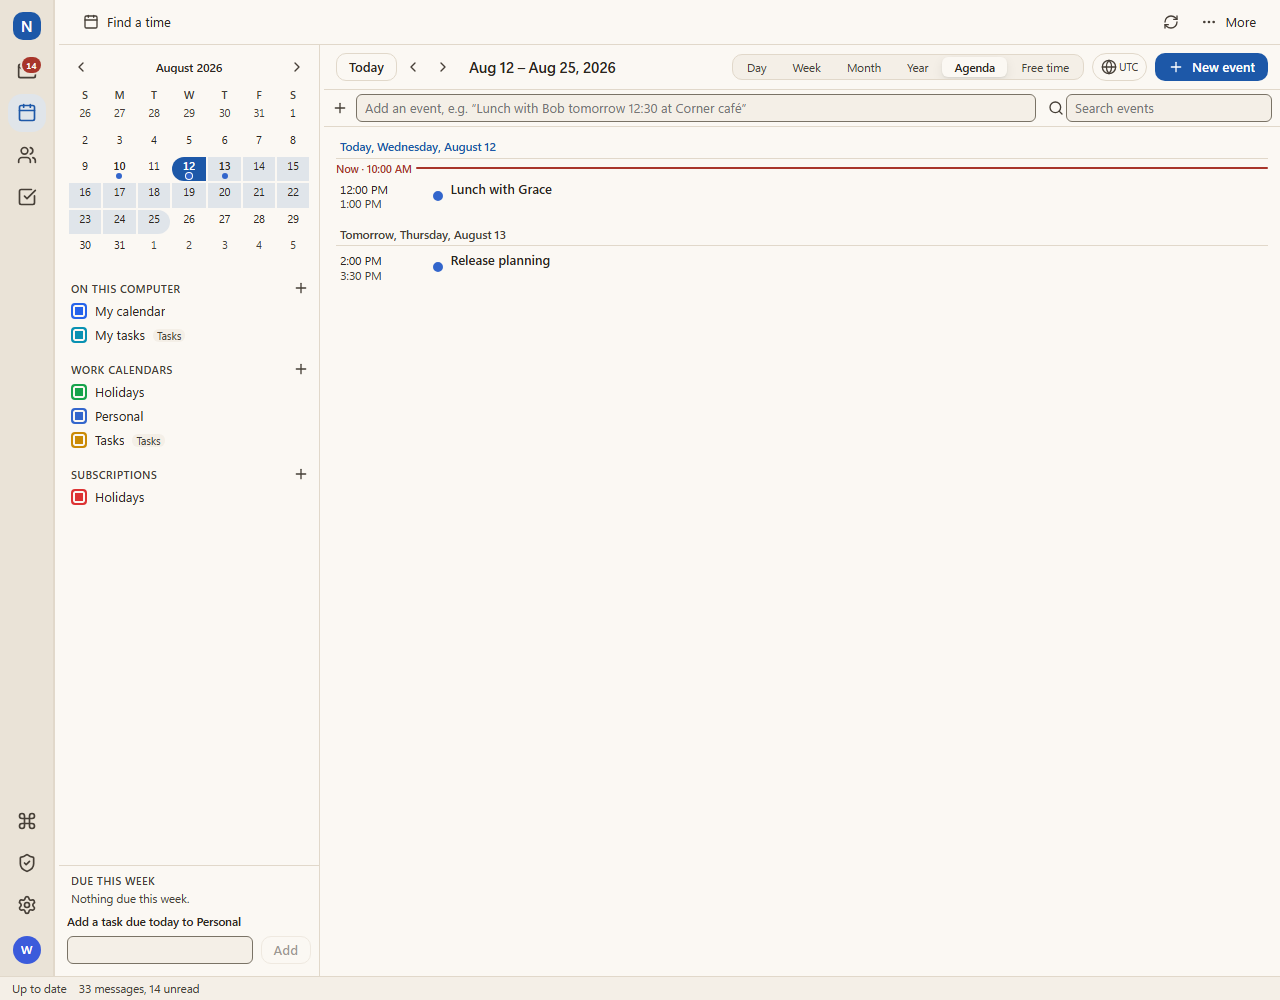 N
Find a time
More
14
August 2026
S M T W T F S
26 27 28 29 30 31 1
2 3 4 5 6 7 8
9 10 11 12 13 14 15
16 17 18 19 20 21 22
23 24 25 26 27 28 29
30 31 1 2 3 4 5
ON THIS COMPUTER
My calendar
My tasks Tasks
WORK CALENDARS
Holidays
Personal
Tasks Tasks
SUBSCRIPTIONS
Holidays
DUE THIS WEEK
Nothing due this week.
Add a task due today to Personal
Add
W
Today
Aug 12 – Aug 25, 2026
Day Week Month Year Agenda Free time
UTC
New event
Add an event, e.g. “Lunch with Bob tomorrow 12:30 at Corner café”
Search events
Today, Wednesday, August 12
Now · 10:00 AM
12:00 PM Lunch with Grace
1:00 PM
Tomorrow, Thursday, August 13
2:00 PM Release planning
3:30 PM
Up to date 33 messages, 14 unread